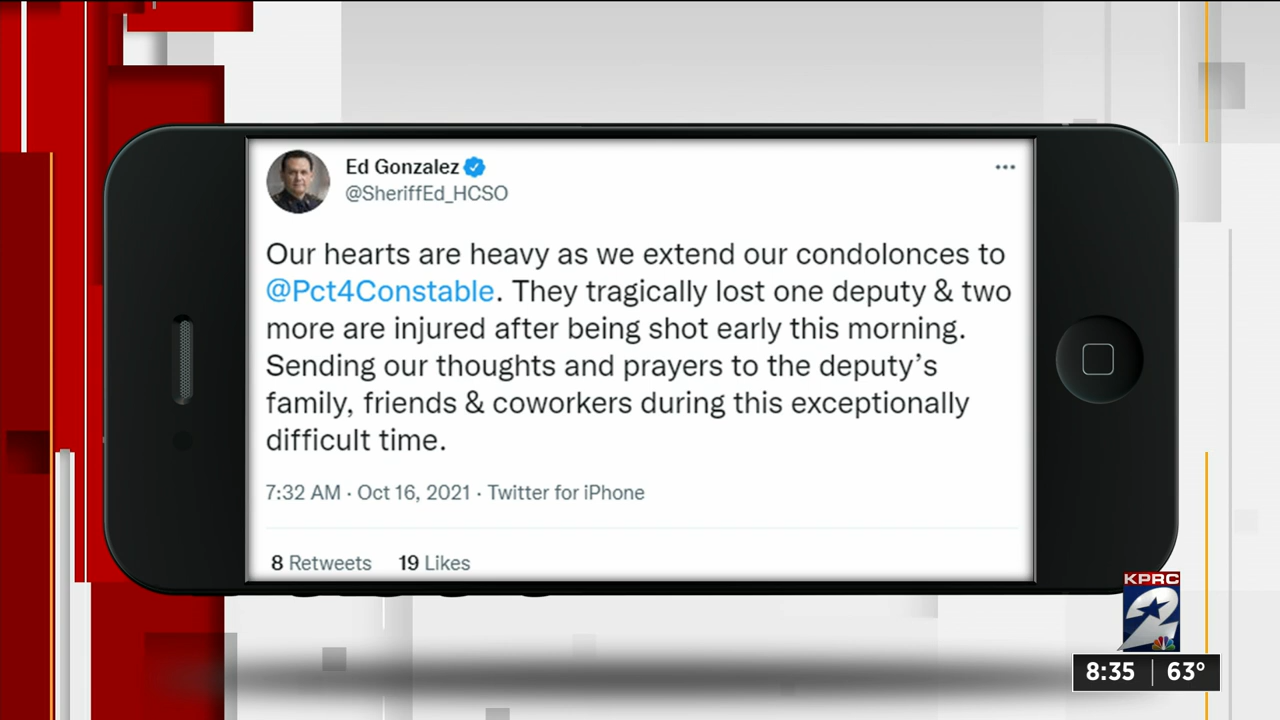 Ed Gonzalez
@SheriffEd_HCSO
Our hearts are heavy as we extend our condolonces to
@Pct4Constable. They tragically lost one deputy & two
more are injured after being shot early this morning.
Sending our thoughts and prayers to the deputy’s
family, friends & coworkers during this exceptionally
difficult time.
7:32 AM · Oct 16, 2021 · Twitter for iPhone
8 Retweets 19 Likes
KPRC
2
8:35 63°